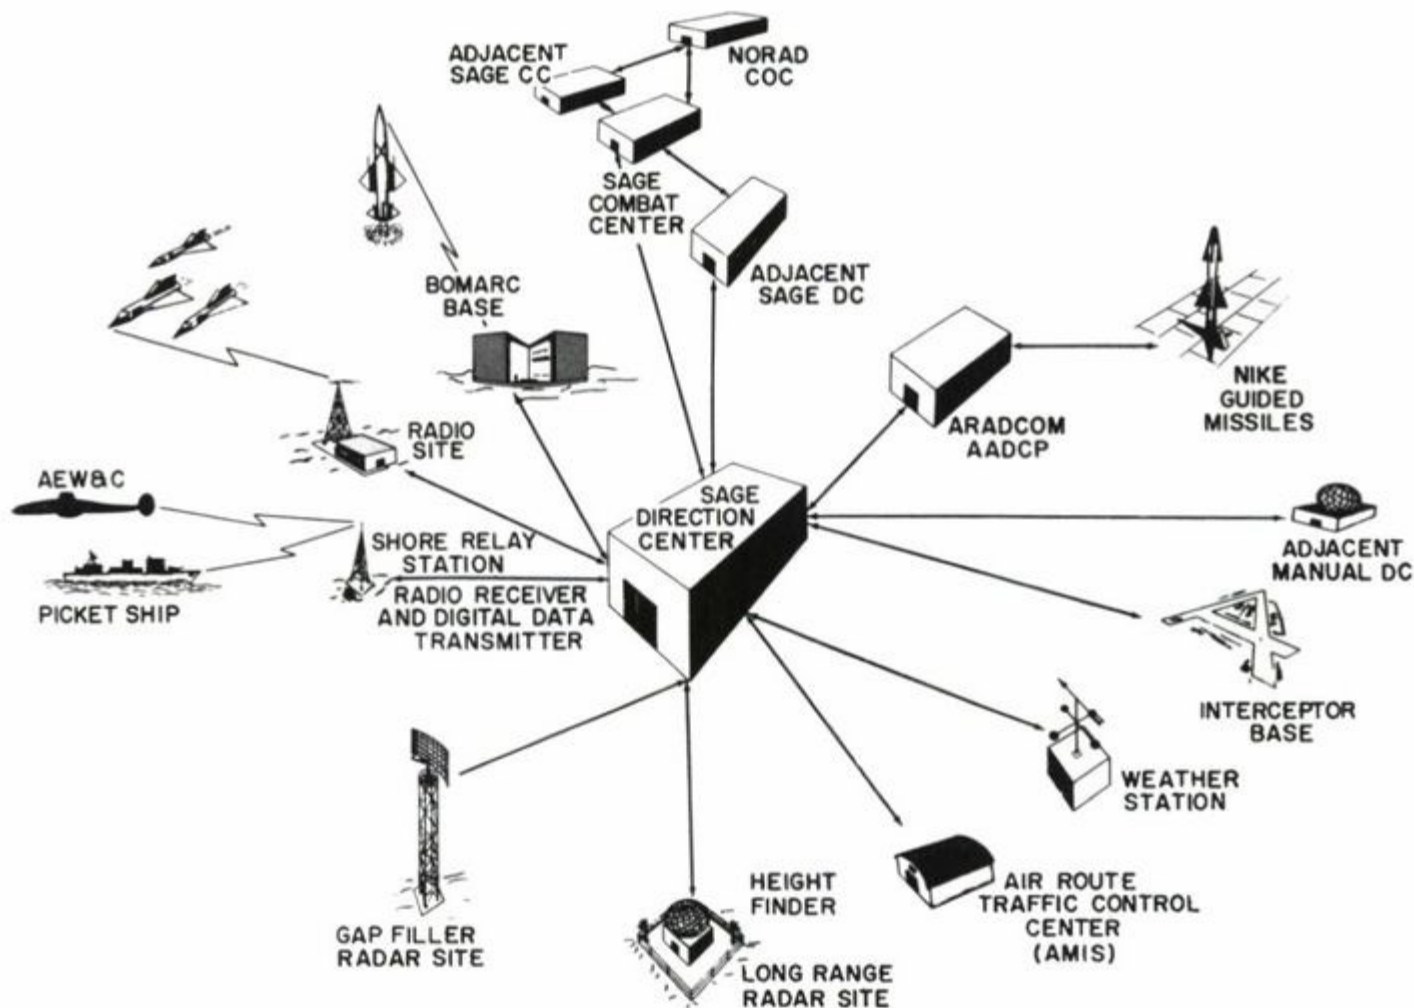 ADJACENT
SAGE CC
NORAD
COC
SAGE
COMBAT
CENTER
ADJACENT
SAGE DC
BOMARC
BASE
NIKE
GUIDED
MISSILES
ARADCOM
AADCP
RADIO
SITE
AEW&C
SAGE
DIRECTION
CENTER
SHORE RELAY
STATION
RADIO RECEIVER
AND DIGITAL DATA
TRANSMITTER
PICKET SHIP
ADJACENT
MANUAL DC
INTERCEPTOR
BASE
WEATHER
STATION
AIR ROUTE
TRAFFIC CONTROL
CENTER
(AMIS)
HEIGHT
FINDER
LONG RANGE
RADAR SITE
GAP FILLER
RADAR SITE